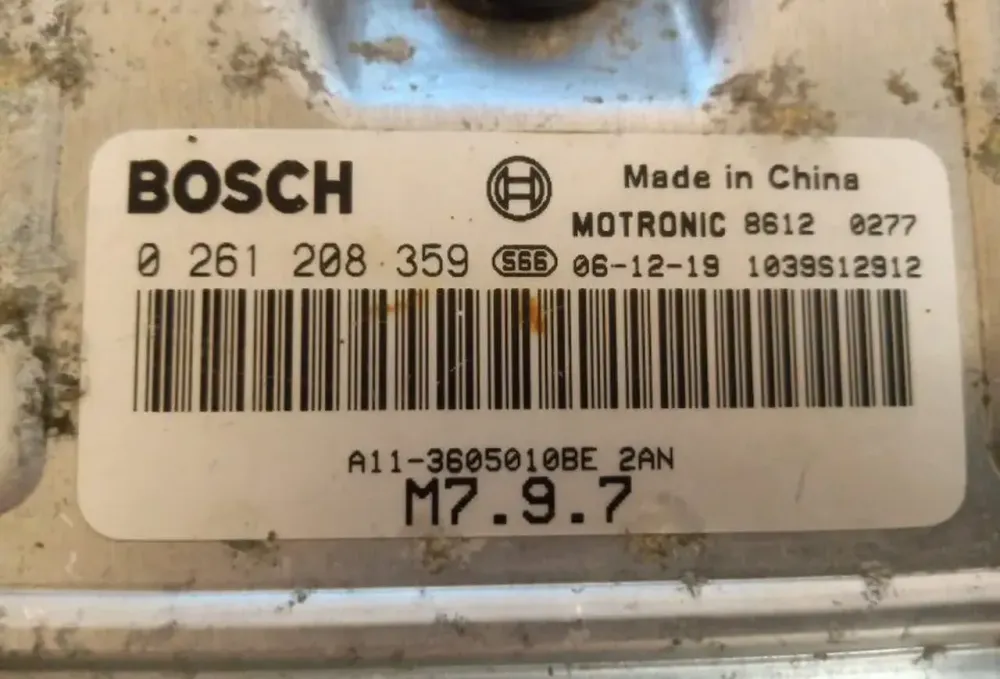 BOSCH
Made in China
MOTRONIC 8612 0277
0 261 208 359 S66 06-12-19 1039S12912
A11-3605010BE 2AN
M7.9.7